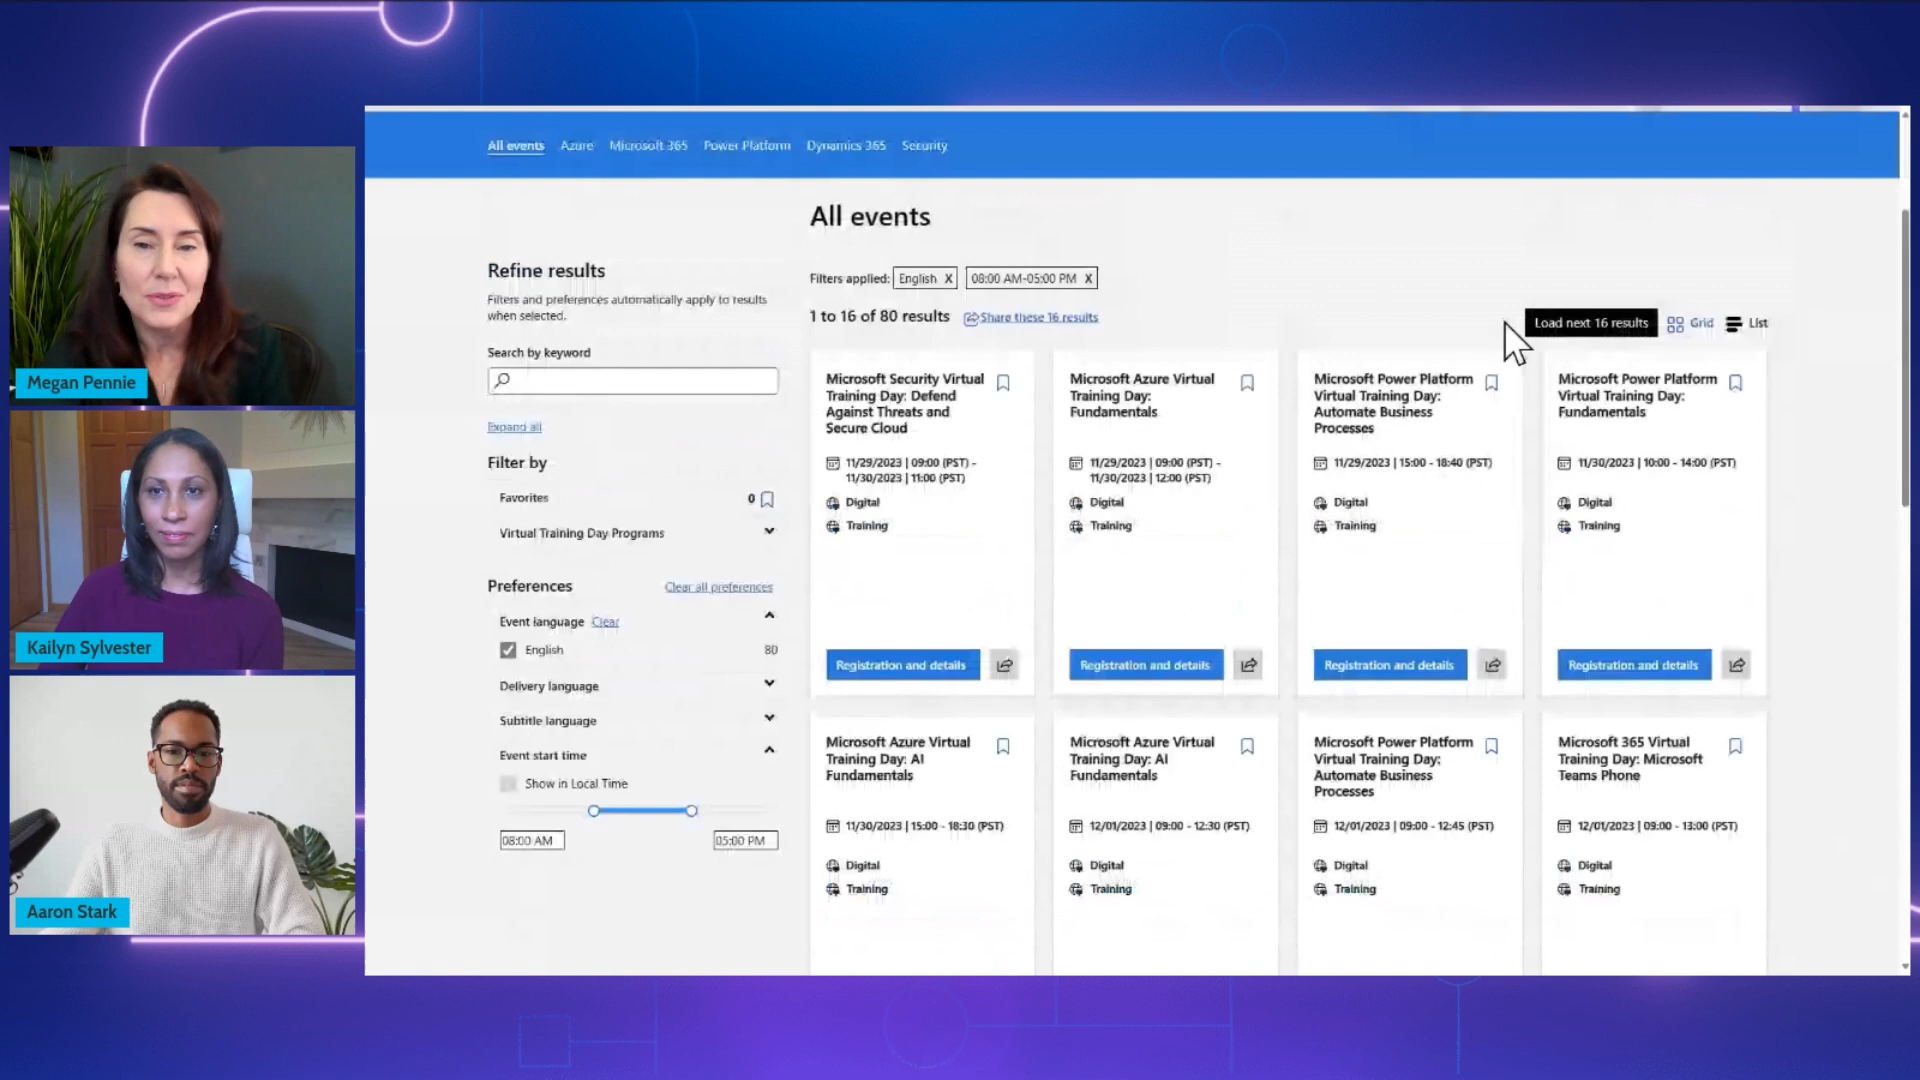 All events Azure Microsoft 365 Power Platform Dynamics 365 Security
All events
Refine results
Filters and preferences automatically apply to results
when selected.
Search by keyword
Expand all
Filter by
Favorites 0
Virtual Training Day Programs
Preferences Clear all preferences
Event language Clear
English 80
Delivery language
Subtitle language
Event start time
Show in Local Time
08:00 AM 05:00 PM
Filters applied: English X 08:00 AM-05:00 PM X
1 to 16 of 80 results Share these 16 results
Load next 16 results Grid List
Microsoft Security Virtual
Training Day: Defend
Against Threats and
Secure Cloud
11/29/2023 | 09:00 (PST) -
11/30/2023 | 11:00 (PST)
Digital
Training
Registration and details
Microsoft Azure Virtual
Training Day:
Fundamentals
11/29/2023 | 09:00 (PST) -
11/30/2023 | 12:00 (PST)
Digital
Training
Registration and details
Microsoft Power Platform
Virtual Training Day:
Automate Business
Processes
11/29/2023 | 15:00 - 18:40 (PST)
Digital
Training
Registration and details
Microsoft Power Platform
Virtual Training Day:
Fundamentals
11/30/2023 | 10:00 - 14:00 (PST)
Digital
Training
Registration and details
Microsoft Azure Virtual
Training Day: AI
Fundamentals
11/30/2023 | 15:00 - 18:30 (PST)
Digital
Training
Microsoft Azure Virtual
Training Day: AI
Fundamentals
12/01/2023 | 09:00 - 12:30 (PST)
Digital
Training
Microsoft Power Platform
Virtual Training Day:
Automate Business
Processes
12/01/2023 | 09:00 - 12:45 (PST)
Digital
Training
Microsoft 365 Virtual
Training Day: Microsoft
Teams Phone
12/01/2023 | 09:00 - 13:00 (PST)
Digital
Training
Megan Pennie
Kailyn Sylvester
Aaron Stark